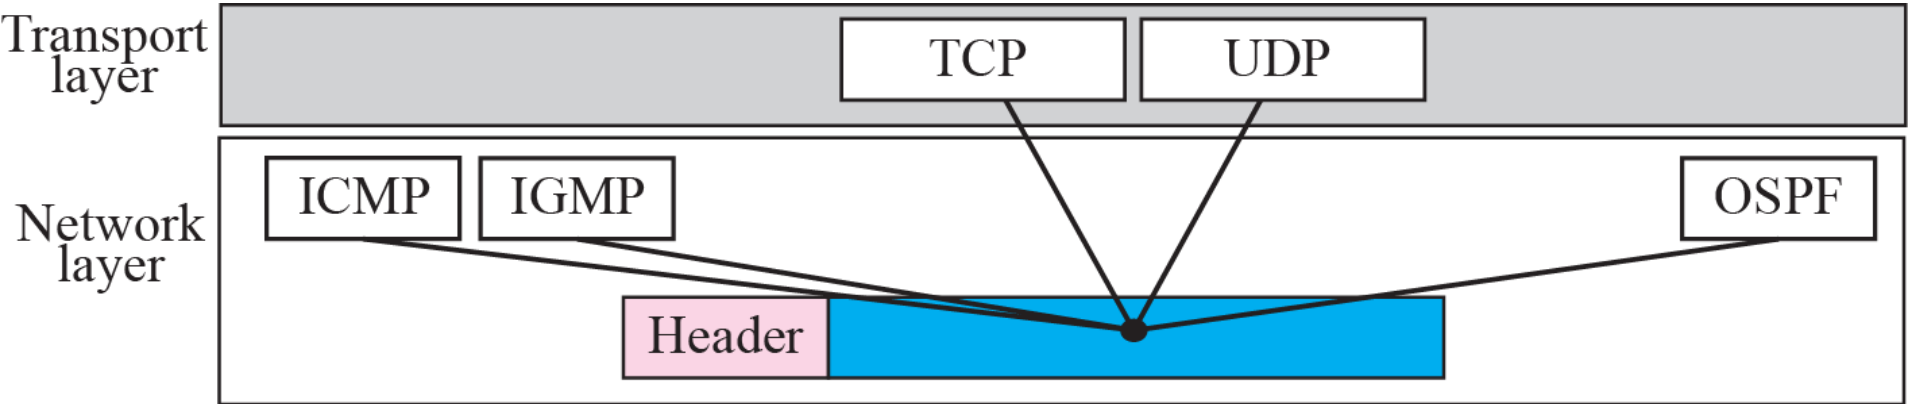 Transport
layer
TCP
UDP
Network
layer
ICMP
IGMP
OSPF
Header